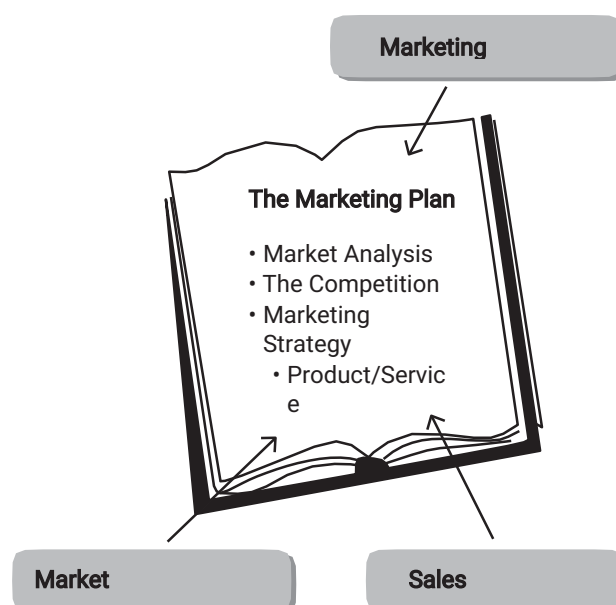 Marketing
The Marketing Plan
• Market Analysis
• The Competition
• Marketing
Strategy
• Product/Servic
e
Market
Sales